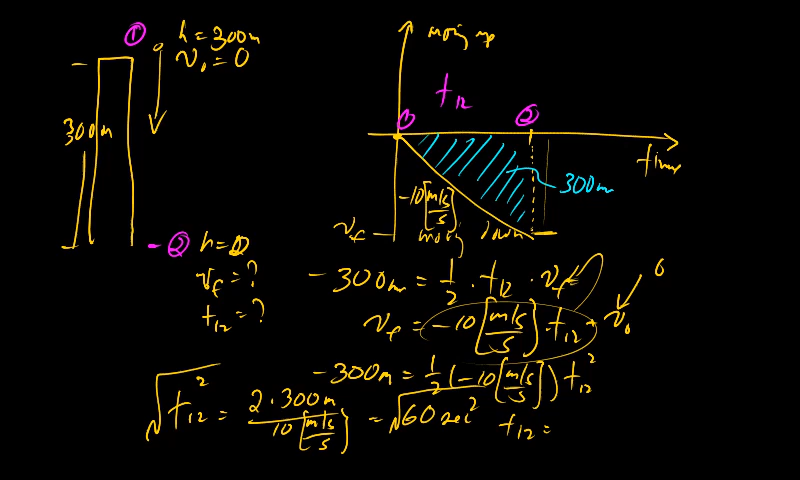 ① h = 300m
v₀ = 0
300m
② h = 0
v_f = ?
t₁₂ = ?
moving up
t₁₂
① ②
time
300m
-10 [m/s/s]
v_f moving down
-300m = 1/2 · t₁₂ · v_f
0
v_f = -10 [m/s/s] · t₁₂ + v₀
-300m = 1/2 (-10 [m/s/s]) t₁₂²
√t₁₂² = 2·300m / 10 [m/s/s] = √60 sec² t₁₂ =